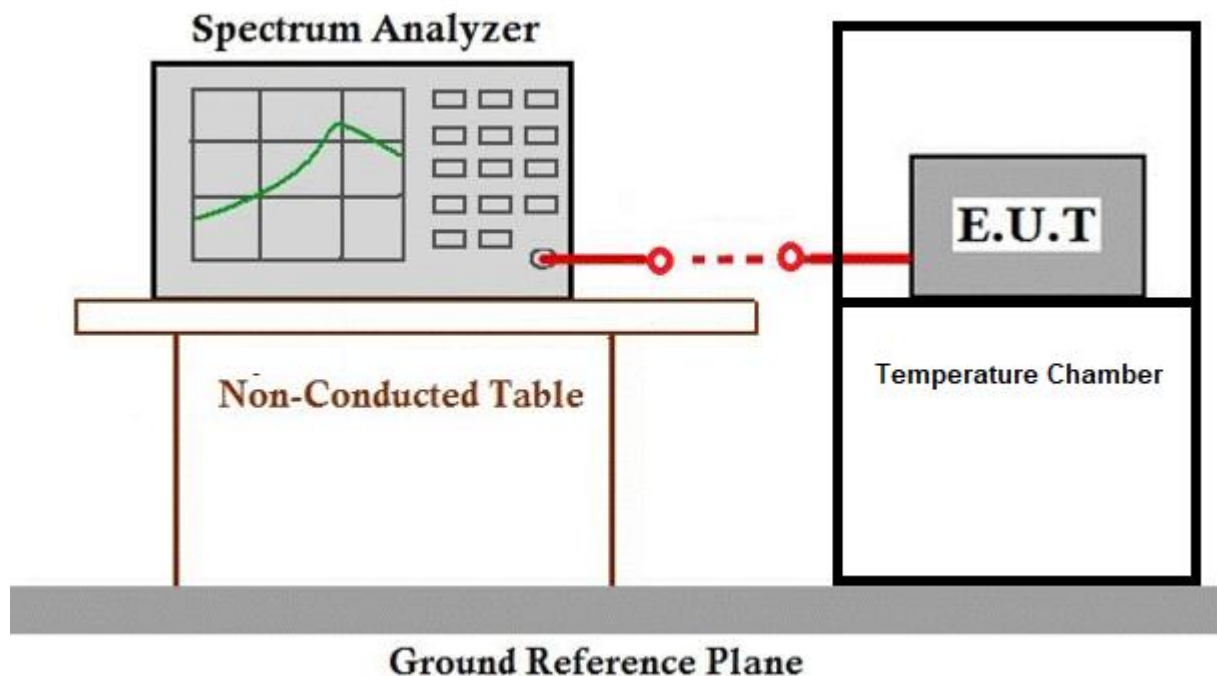 Spectrum Analyzer
E.U.T
Temperature Chamber
Non-Conducted Table
Ground Reference Plane